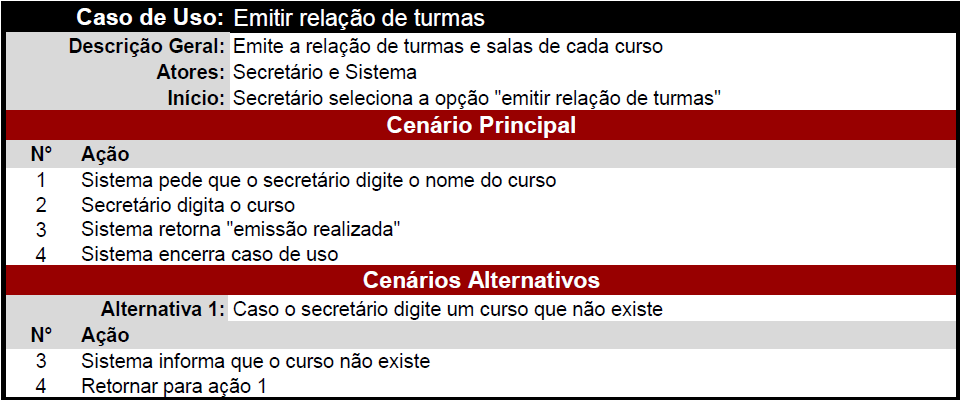 Caso de Uso: Emitir relação de turmas
Descrição Geral: Emite a relação de turmas e salas de cada curso
Atores: Secretário e Sistema
Início: Secretário seleciona a opção "emitir relação de turmas"
Cenário Principal
N° Ação
1 Sistema pede que o secretário digite o nome do curso
2 Secretário digita o curso
3 Sistema retorna "emissão realizada"
4 Sistema encerra caso de uso
Cenários Alternativos
Alternativa 1: Caso o secretário digite um curso que não existe
N° Ação
3 Sistema informa que o curso não existe
4 Retornar para ação 1